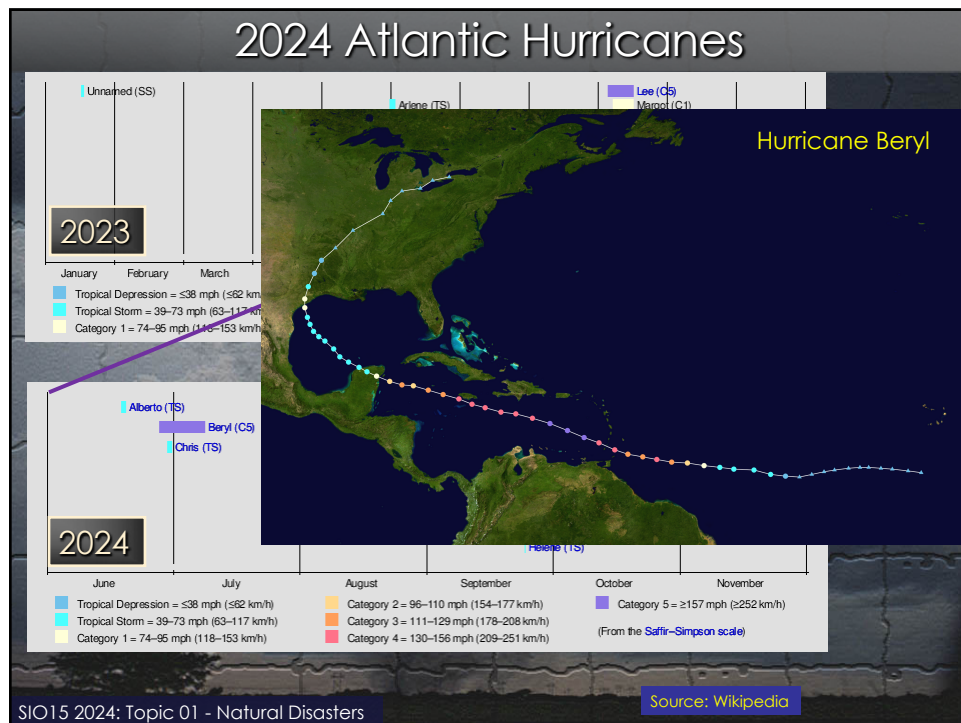 2024 Atlantic Hurricanes
Unnamed (SS)
Arlene (TS)
Lee (C5)
Margot (C1)
Hurricane Beryl
2023
January February March
Tropical Depression = ≤38 mph (≤62 km/
Tropical Storm = 39–73 mph (63–117 k
Category 1 = 74–95 mph (118–153 km/h)
Alberto (TS)
Beryl (C5)
Chris (TS)
2024
Helene (TS)
June July August September October November
Tropical Depression = ≤38 mph (≤62 km/h)
Tropical Storm = 39–73 mph (63–117 km/h)
Category 1 = 74–95 mph (118–153 km/h)
Category 2 = 96–110 mph (154–177 km/h)
Category 3 = 111–129 mph (178–208 km/h)
Category 4 = 130–156 mph (209–251 km/h)
Category 5 = ≥157 mph (≥252 km/h)
(From the Saffir–Simpson scale)
SIO15 2024: Topic 01 - Natural Disasters
Source: Wikipedia